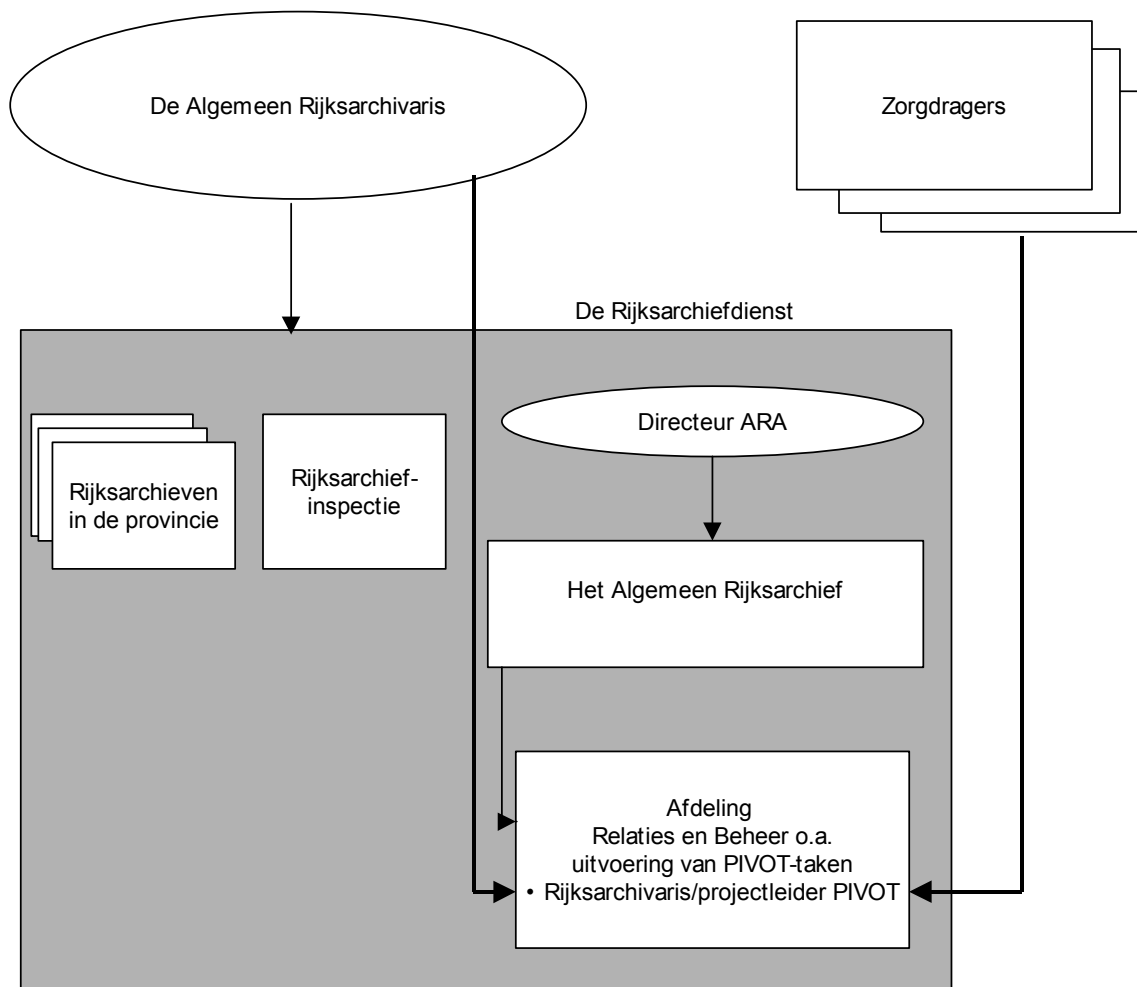 De Algemeen Rijksarchivaris
Zorgdragers
De Rijksarchiefdienst
Rijksarchieven
in de provincie
Rijksarchief-
inspectie
Directeur ARA
Het Algemeen Rijksarchief
Afdeling
Relaties en Beheer o.a.
uitvoering van PIVOT-taken
• Rijksarchivaris/projectleider PIVOT